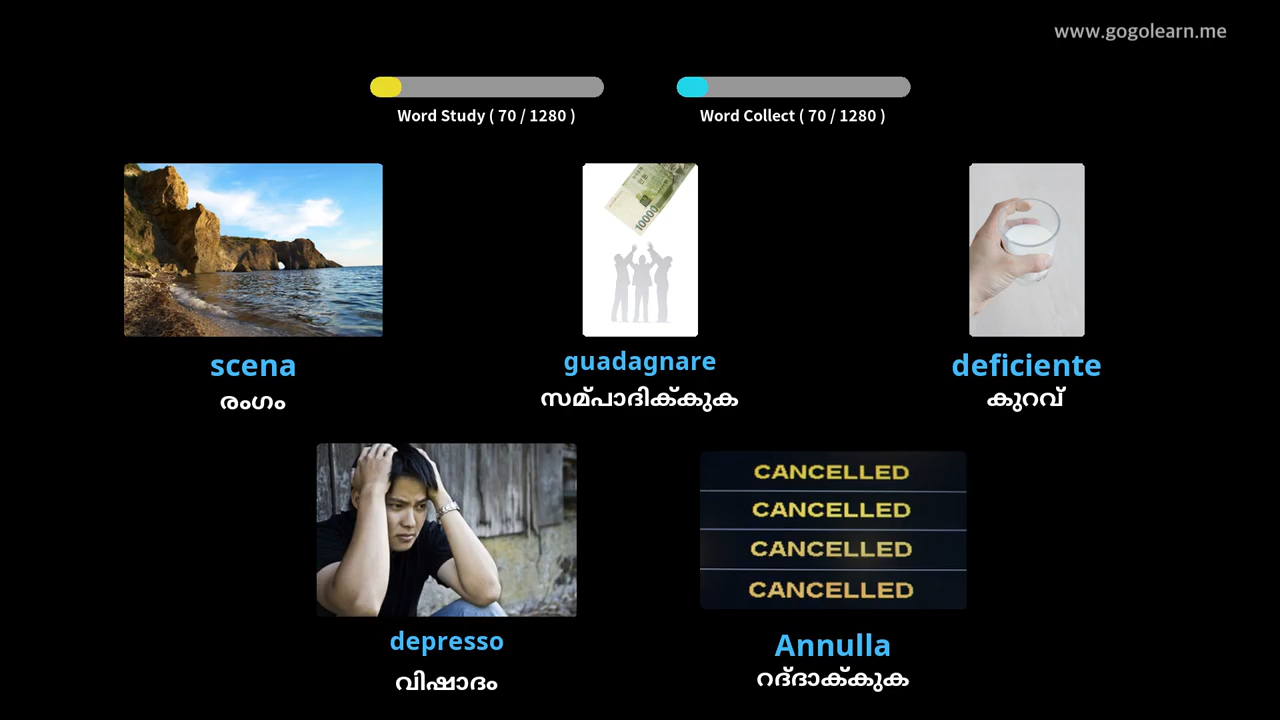 www.gogolearn.me
Word Study ( 70 / 1280 )
Word Collect ( 70 / 1280 )
10000
scena
രംഗം
guadagnare
സമ്പാദിക്കുക
deficiente
കുറവ്
CANCELLED
CANCELLED
CANCELLED
CANCELLED
depresso
വിഷാദം
Annulla
റദ്ദാക്കുക